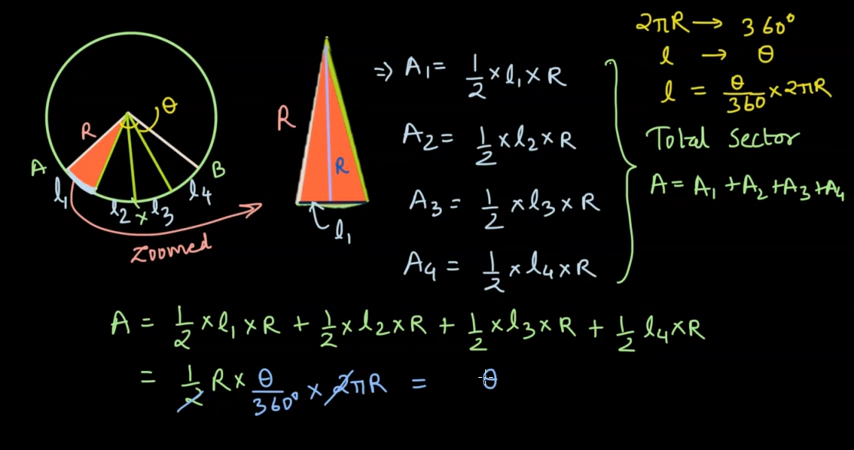 θ
R
A
B
l₁
l₂
x
l₃
l₄
Zoomed
R
R
l₁
⇒ A₁ = 1/2 × l₁ × R
A₂ = 1/2 × l₂ × R
A₃ = 1/2 × l₃ × R
A₄ = 1/2 × l₄ × R
2πR → 360°
l → θ
l = θ/360 × 2πR
Total Sector
A = A₁ + A₂ + A₃ + A₄
A = 1/2 × l₁ × R + 1/2 × l₂ × R + 1/2 × l₃ × R + 1/2 l₄ × R
= 1/2 R × θ/360° × 2πR = θ